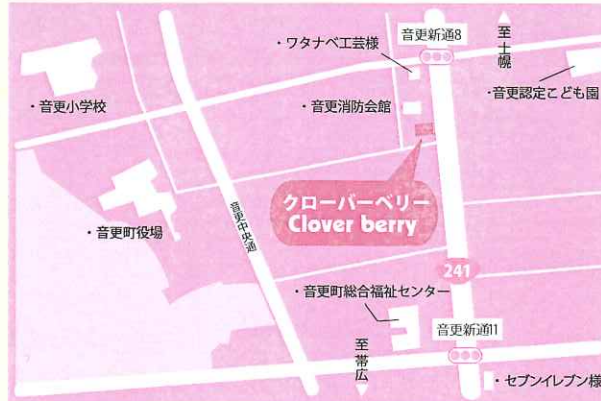 ・ワタナベ工芸様
音更新通8
至士幌
・音更小学校
・音更消防会館
・音更認定こども園
クローバーベリー
Clover berry
・音更町役場
音更中央通
241
・音更町総合福祉センター
音更新通11
至帯広
・セブンイレブン様